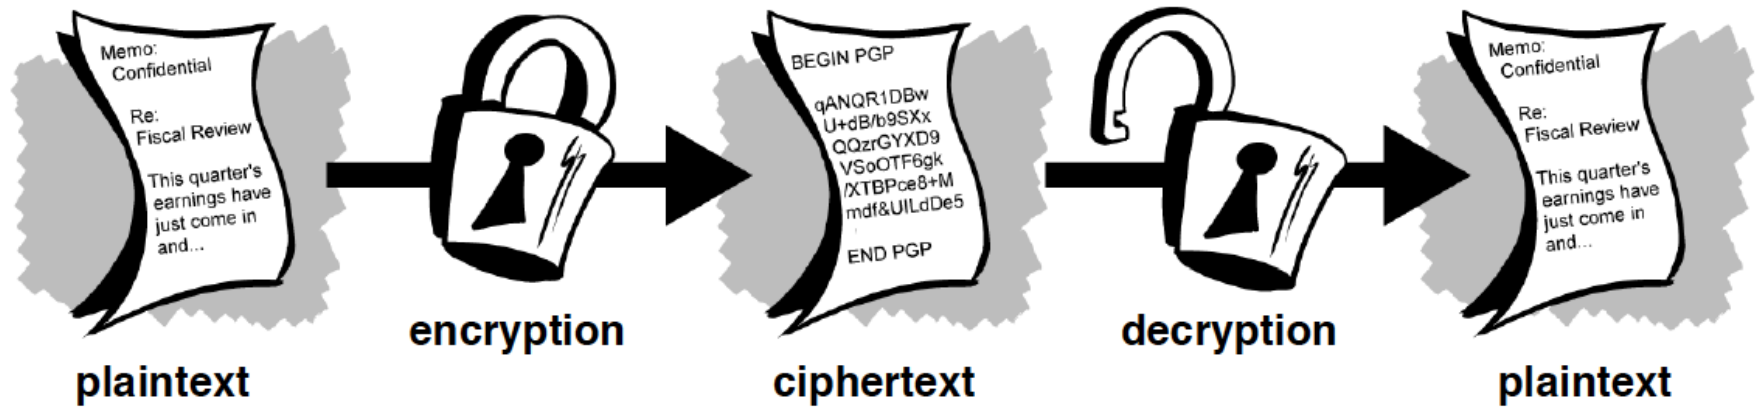 Memo:
Confidential
Re:
Fiscal Review
This quarter's
earnings have
just come in
and...
plaintext
encryption
BEGIN PGP
qANQR1DBw
U+dB/b9SXx
QQzrGYXD9
VSoOTF6gk
/XTBPce8+M
mdf&UILdDe5
END PGP
ciphertext
decryption
Memo:
Confidential
Re:
Fiscal Review
This quarter's
earnings have
just come in
and...
plaintext